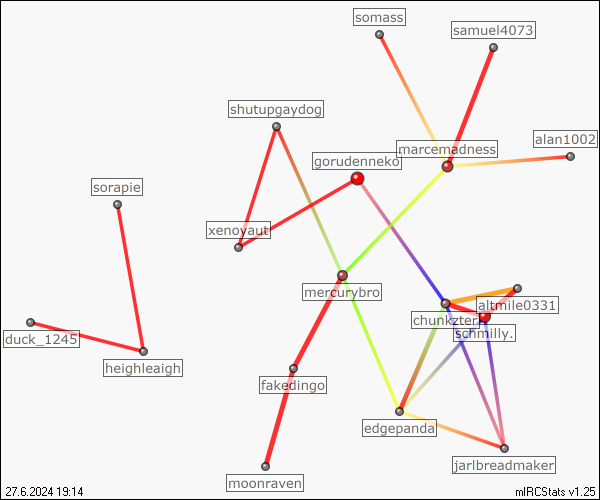 somass
samuel4073
shutupgaydog
alan1002
marcemadness
gorudenneko
sorapie
xenoyaut
mercurybro
altmile0331
chunkzter
schmilly.
duck_1245
heighleaigh
fakedingo
edgepanda
jarlbreadmaker
moonraven
27.6.2024 19:14
mIRCStats v1.25